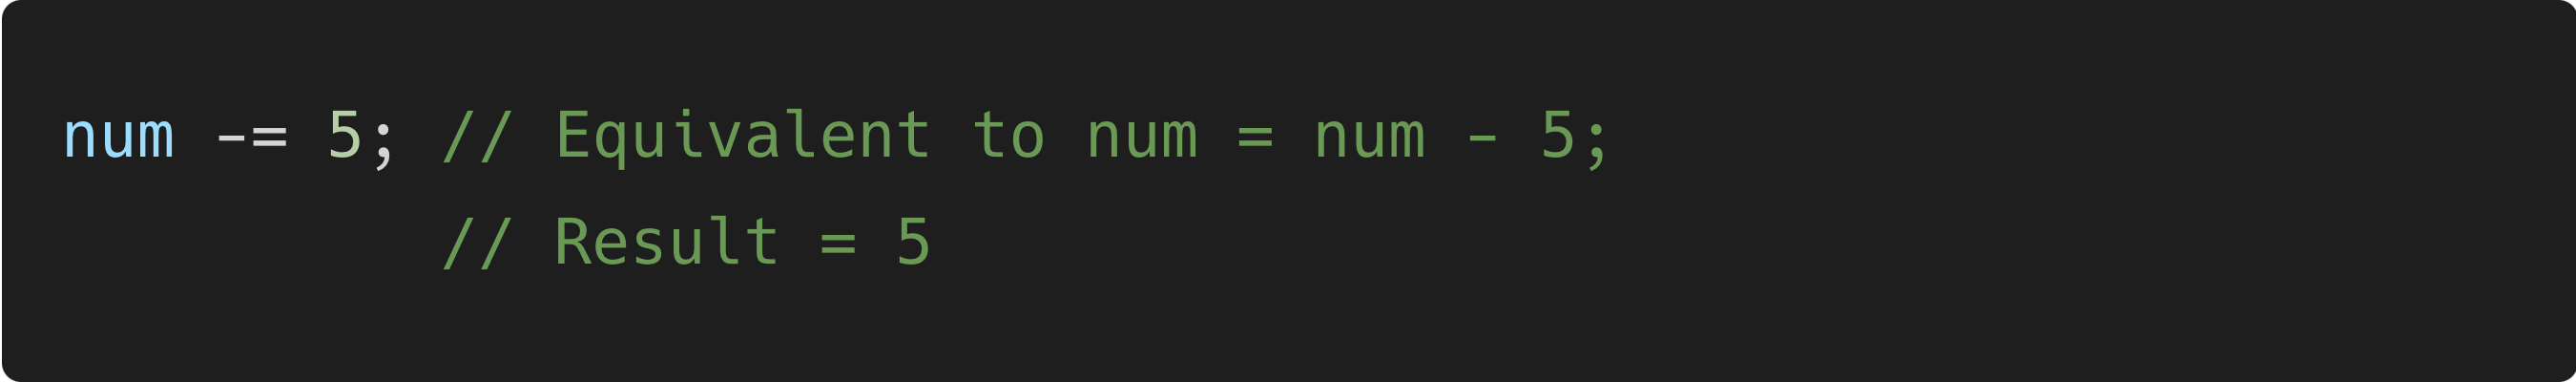 num -= 5; // Equivalent to num = num - 5;
// Result = 5